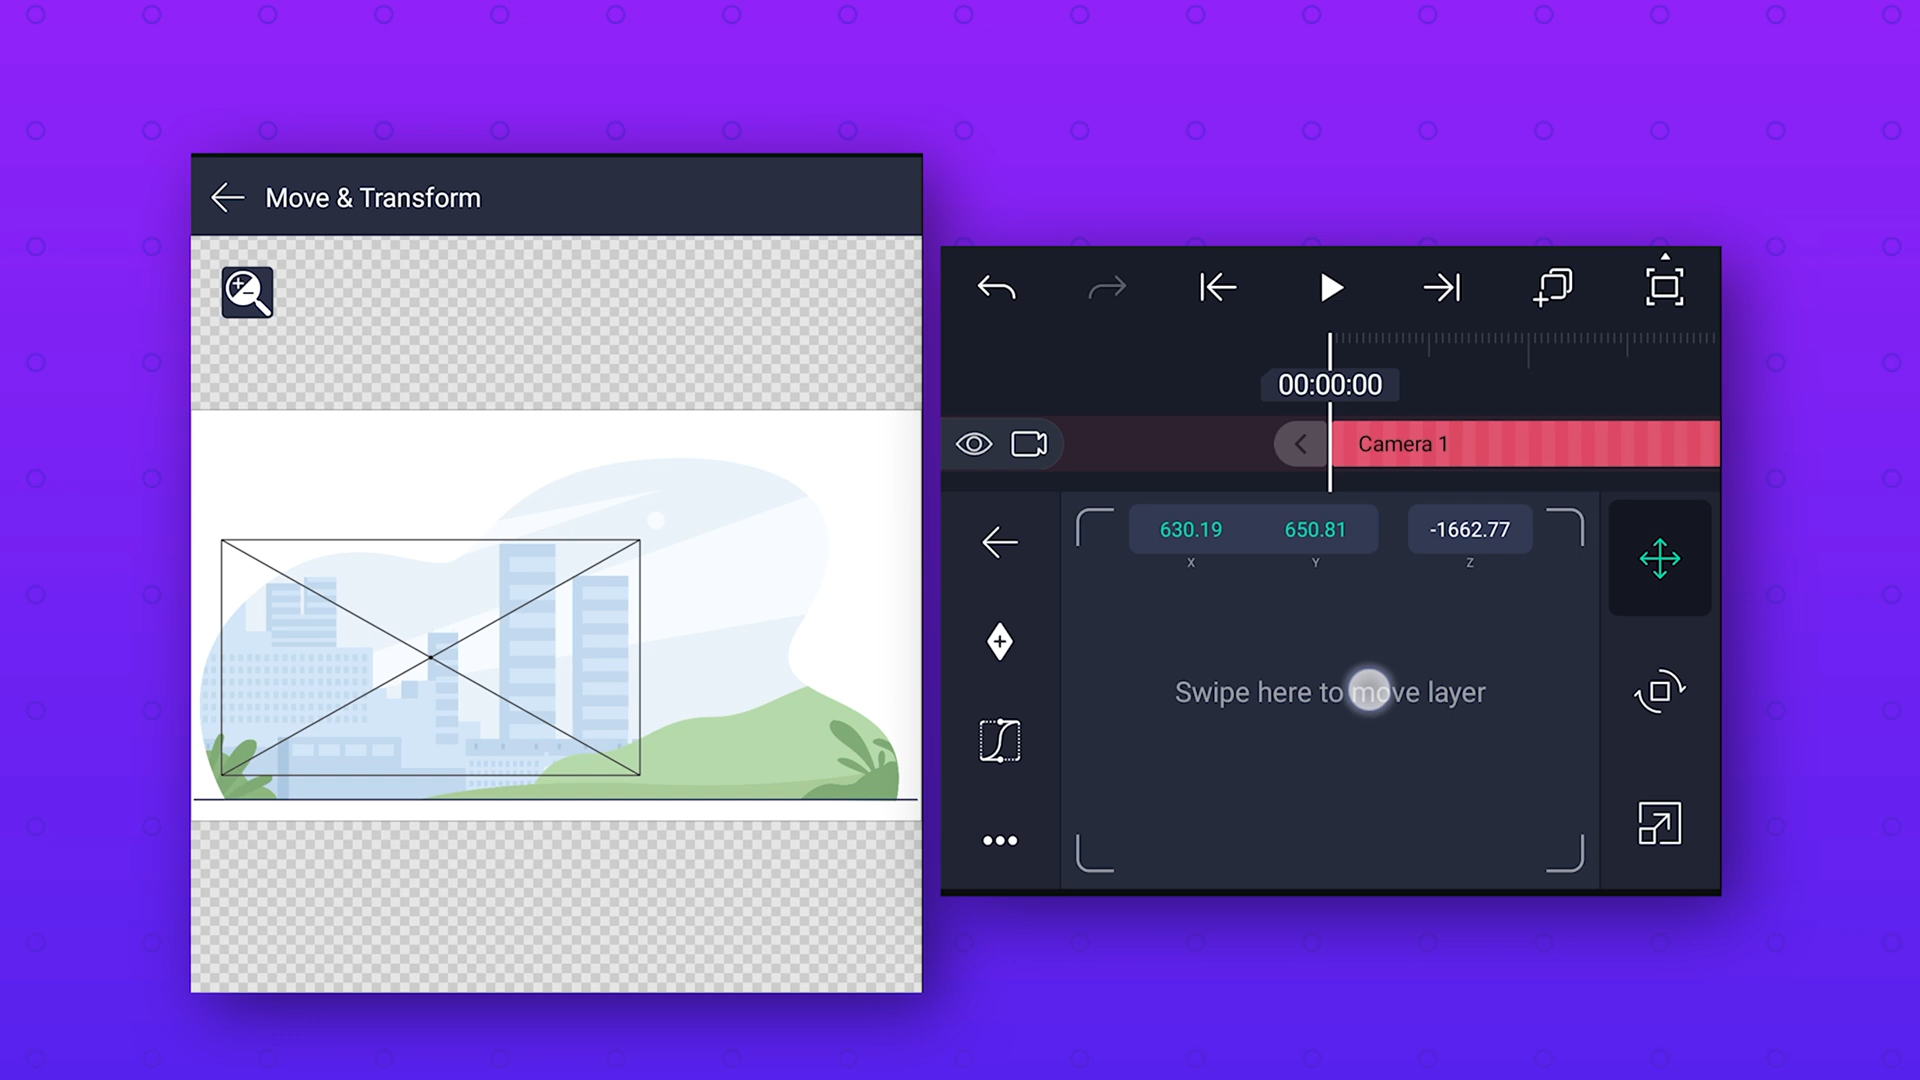 Move & Transform
00:00:00
Camera 1
630.19 650.81 -1662.77
X Y Z
Swipe here to move layer